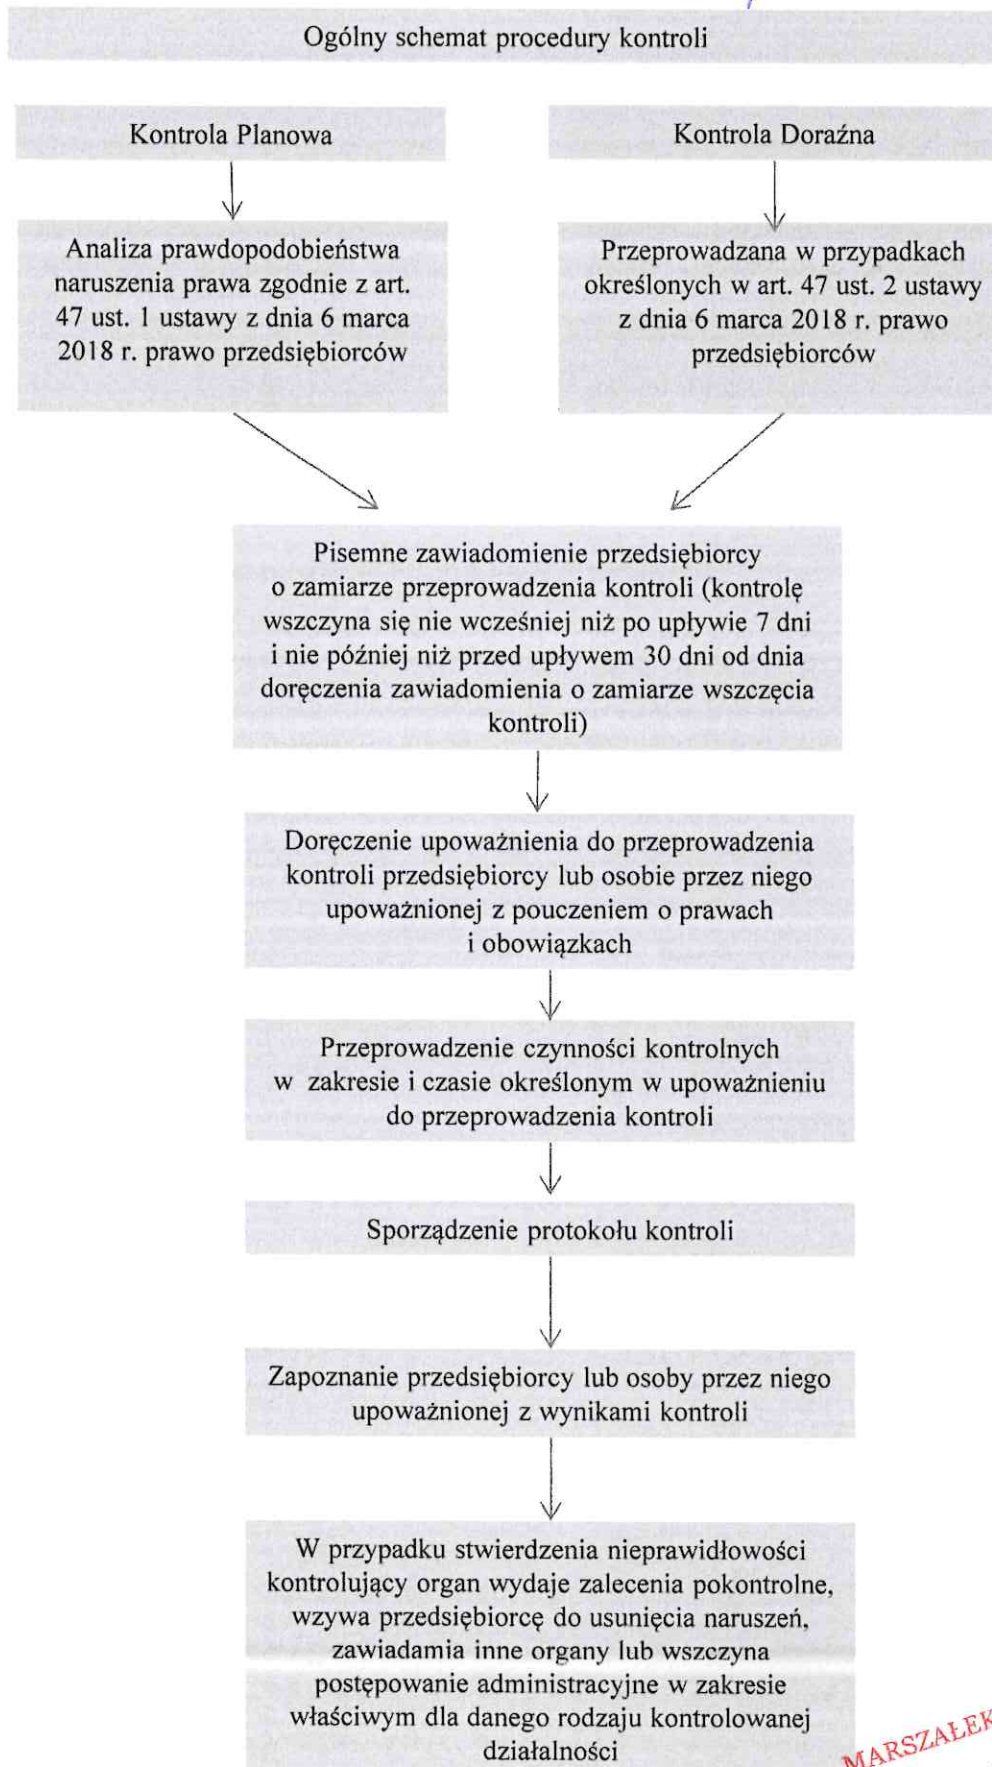 Ogólny schemat procedury kontroli
Kontrola Planowa
Kontrola Doraźna
Analiza prawdopodobieństwa
naruszenia prawa zgodnie z art.
47 ust. 1 ustawy z dnia 6 marca
2018 r. prawo przedsiębiorców
Przeprowadzana w przypadkach
określonych w art. 47 ust. 2 ustawy
z dnia 6 marca 2018 r. prawo
przedsiębiorców
Pisemne zawiadomienie przedsiębiorcy
o zamiarze przeprowadzenia kontroli (kontrolę
wszczyna się nie wcześniej niż po upływie 7 dni
i nie później niż przed upływem 30 dni od dnia
doręczenia zawiadomienia o zamiarze wszczęcia
kontroli)
Doręczenie upoważnienia do przeprowadzenia
kontroli przedsiębiorcy lub osobie przez niego
upoważnionej z pouczeniem o prawach
i obowiązkach
Przeprowadzenie czynności kontrolnych
w zakresie i czasie określonym w upoważnieniu
do przeprowadzenia kontroli
Sporządzenie protokołu kontroli
Zapoznanie przedsiębiorcy lub osoby przez niego
upoważnionej z wynikami kontroli
W przypadku stwierdzenia nieprawidłowości
kontrolujący organ wydaje zalecenia pokontrolne,
wzywa przedsiębiorcę do usunięcia naruszeń,
zawiadamia inne organy lub wszczyna
postępowanie administracyjne w zakresie
właściwym dla danego rodzaju kontrolowanej
działalności
MARSZAŁEK